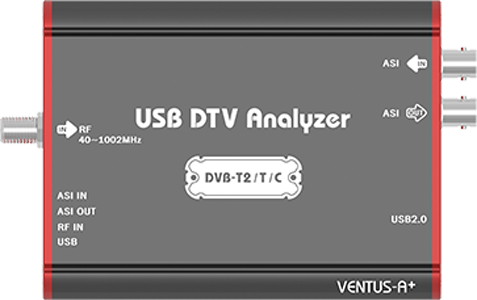 ASI IN
ASI OUT
IN RF
40~1002MHz
USB DTV Analyzer
DVB-T2/T/C
ASI IN
ASI OUT
RF IN
USB
USB2.0
VENTUS-A+